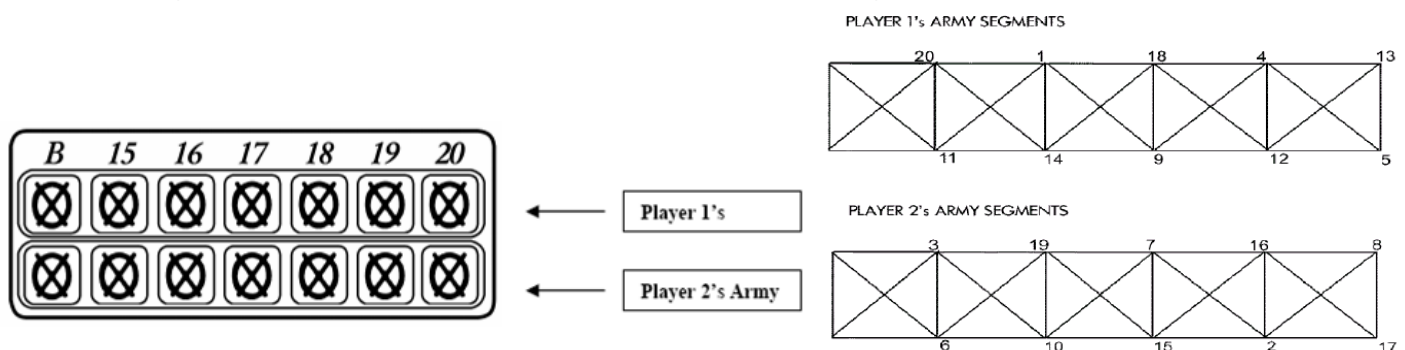 PLAYER 1's ARMY SEGMENTS
20 1 18 4 13
11 14 9 12 5
B 15 16 17 18 19 20
Player 1's
Player 2's Army
PLAYER 2's ARMY SEGMENTS
3 19 7 16 8
6 10 15 2 17